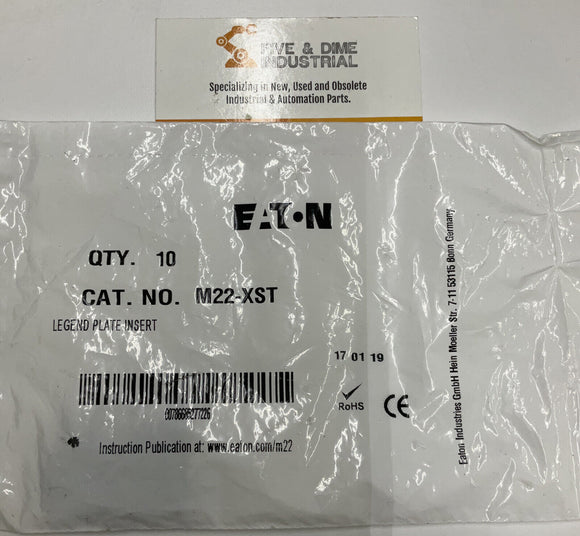 FIVE & DIME
INDUSTRIAL
Specializing in New, Used and Obsolete
Industrial & Automation Parts.
EATON
QTY. 10
CAT. NO. M22-XST
LEGEND PLATE INSERT
17 01 19
RoHS
CE
Instruction Publication at: www.eaton.com/m22
Eaton Industries GmbH Hein Moeller Str. 7-11 53115 Bonn Germany